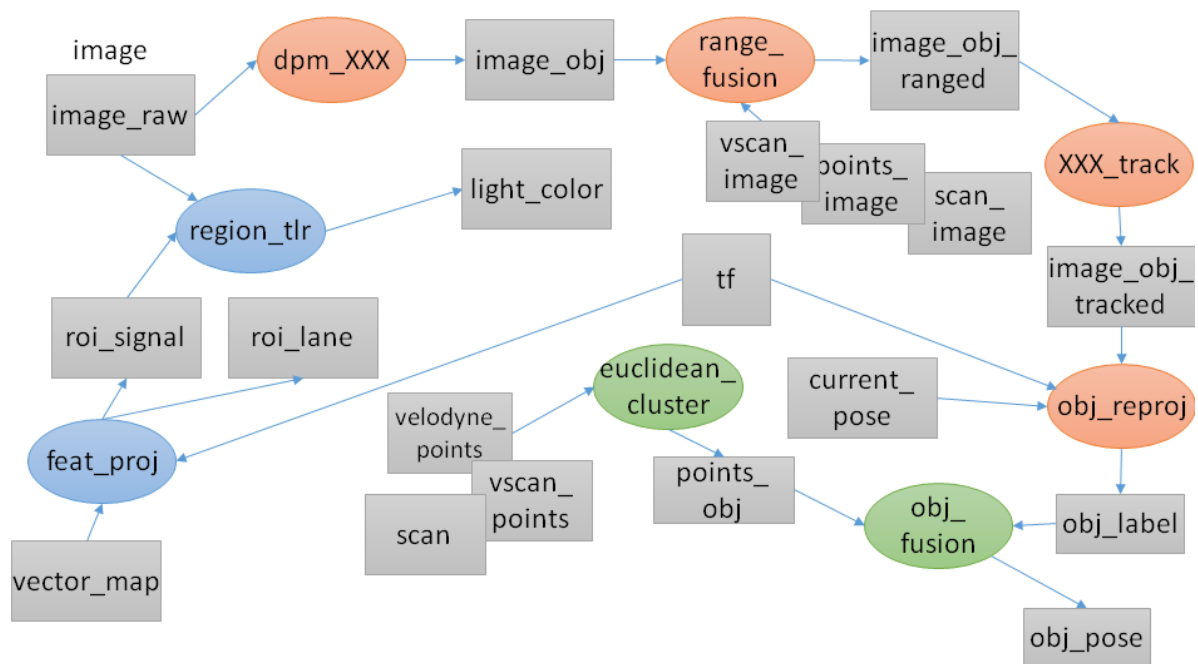 image
image_raw
dpm_XXX
image_obj
range_
fusion
image_obj_
ranged
vscan_
image
points_
image
scan_
image
XXX_track
region_tlr
light_color
image_obj_
tracked
tf
roi_signal
roi_lane
euclidean_
cluster
current_
pose
obj_reproj
velodyne_
points
feat_proj
vscan_
points
scan
points_
obj
obj_
fusion
obj_label
vector_map
obj_pose